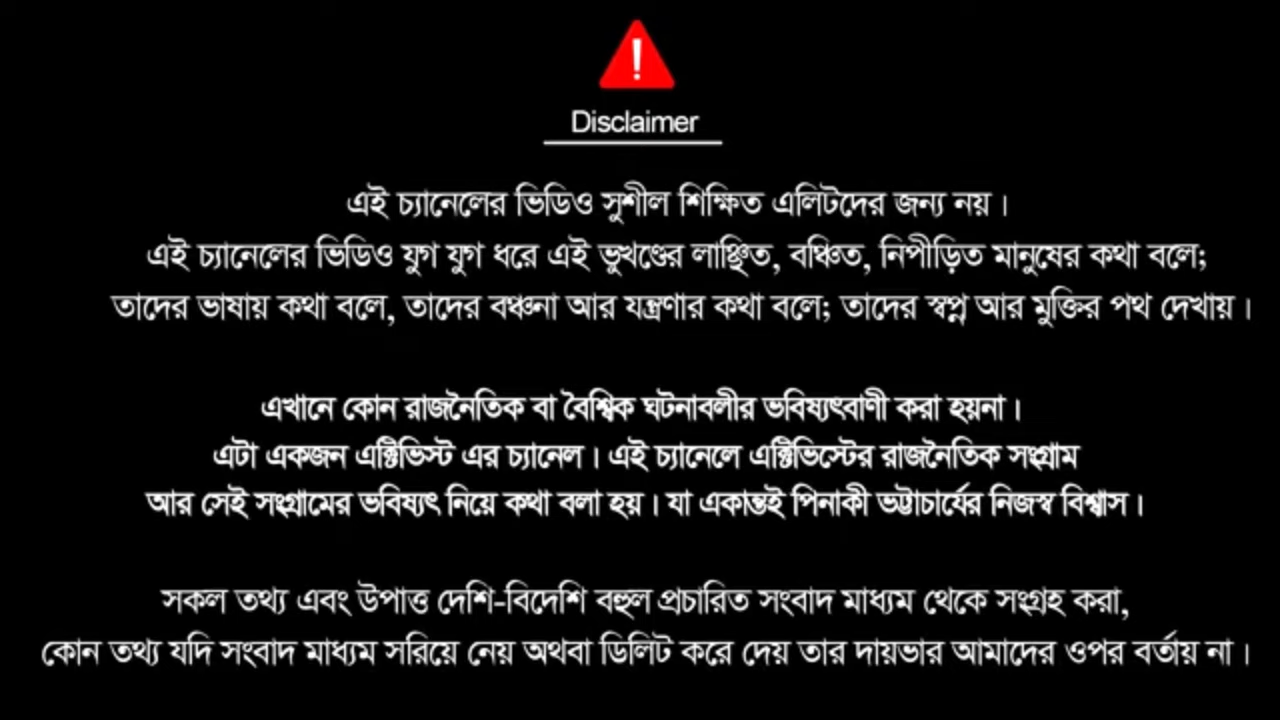 Disclaimer
এই চ্যানেলের ভিডিও সুশীল শিক্ষিত এলিটদের জন্য নয়।
এই চ্যানেলের ভিডিও যুগ যুগ ধরে এই ভুখণ্ডের লাঞ্ছিত, বঞ্চিত, নিপীড়িত মানুষের কথা বলে;
তাদের ভাষায় কথা বলে, তাদের বঞ্চনা আর যন্ত্রণার কথা বলে; তাদের স্বপ্ন আর মুক্তির পথ দেখায়।
এখানে কোন রাজনৈতিক বা বৈশ্বিক ঘটনাবলীর ভবিষ্যৎবাণী করা হয়না।
এটা একজন এক্টিভিস্ট এর চ্যানেল। এই চ্যানেলে এক্টিভিস্টের রাজনৈতিক সংগ্রাম
আর সেই সংগ্রামের ভবিষ্যৎ নিয়ে কথা বলা হয়। যা একান্তই পিনাকী ভট্টাচার্যের নিজস্ব বিশ্বাস।
সকল তথ্য এবং উপাত্ত দেশি-বিদেশি বহুল প্রচারিত সংবাদ মাধ্যম থেকে সংগ্রহ করা,
কোন তথ্য যদি সংবাদ মাধ্যম সরিয়ে নেয় অথবা ডিলিট করে দেয় তার দায়ভার আমাদের ওপর বর্তায় না।